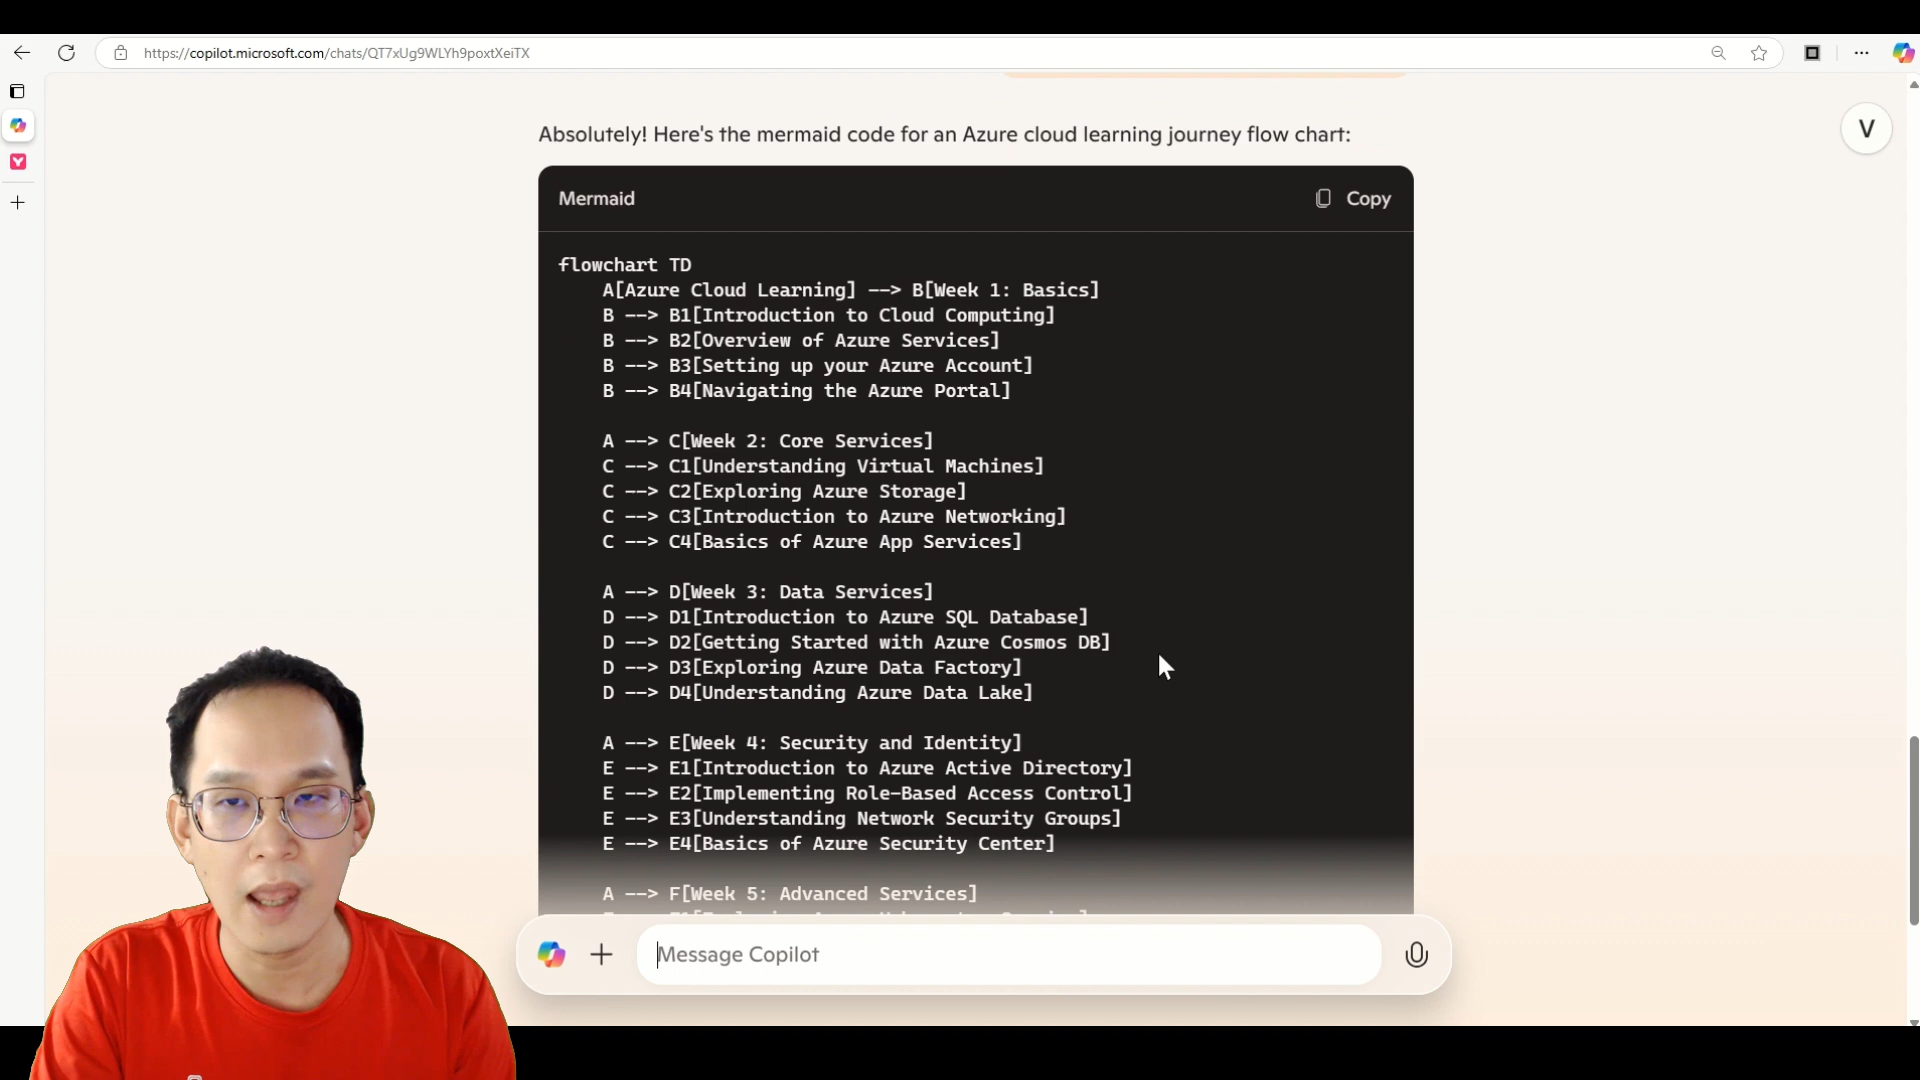 https://copilot.microsoft.com/chats/QT7xUg9WLYh9poxtXeiTX
V
Absolutely! Here's the mermaid code for an Azure cloud learning journey flow chart:
Mermaid
Copy
flowchart TD
A[Azure Cloud Learning] --> B[Week 1: Basics]
B --> B1[Introduction to Cloud Computing]
B --> B2[Overview of Azure Services]
B --> B3[Setting up your Azure Account]
B --> B4[Navigating the Azure Portal]
A --> C[Week 2: Core Services]
C --> C1[Understanding Virtual Machines]
C --> C2[Exploring Azure Storage]
C --> C3[Introduction to Azure Networking]
C --> C4[Basics of Azure App Services]
A --> D[Week 3: Data Services]
D --> D1[Introduction to Azure SQL Database]
D --> D2[Getting Started with Azure Cosmos DB]
D --> D3[Exploring Azure Data Factory]
D --> D4[Understanding Azure Data Lake]
A --> E[Week 4: Security and Identity]
E --> E1[Introduction to Azure Active Directory]
E --> E2[Implementing Role-Based Access Control]
E --> E3[Understanding Network Security Groups]
E --> E4[Basics of Azure Security Center]
A --> F[Week 5: Advanced Services]
Message Copilot